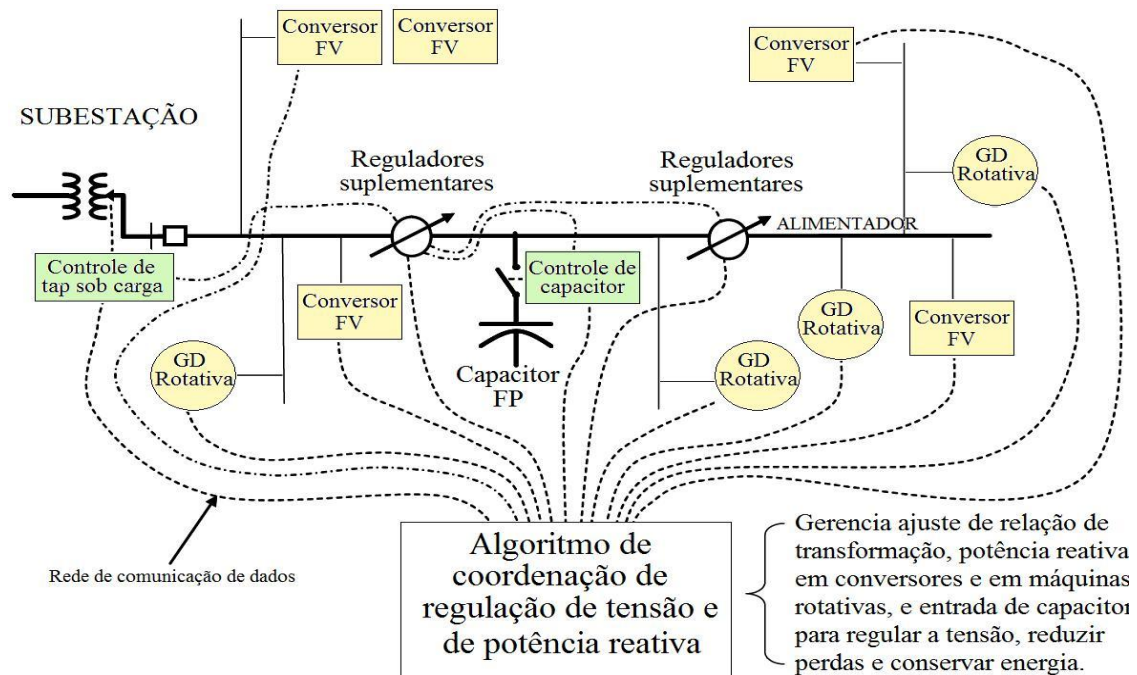 Conversor
FV
Conversor
FV
Conversor
FV
SUBESTAÇÃO
Reguladores
suplementares
Reguladores
suplementares
GD
Rotativa
ALIMENTADOR
Controle de
tap sob carga
Controle de
capacitor
Conversor
FV
GD
Rotativa
Conversor
FV
GD
Rotativa
Capacitor
FP
GD
Rotativa
Algoritmo de
coordenação de
regulação de tensão e
de potência reativa
Gerencia ajuste de relação de
transformação, potência reativa
em conversores e em máquinas
rotativas, e entrada de capacitor
para regular a tensão, reduzir
perdas e conservar energia.
Rede de comunicação de dados